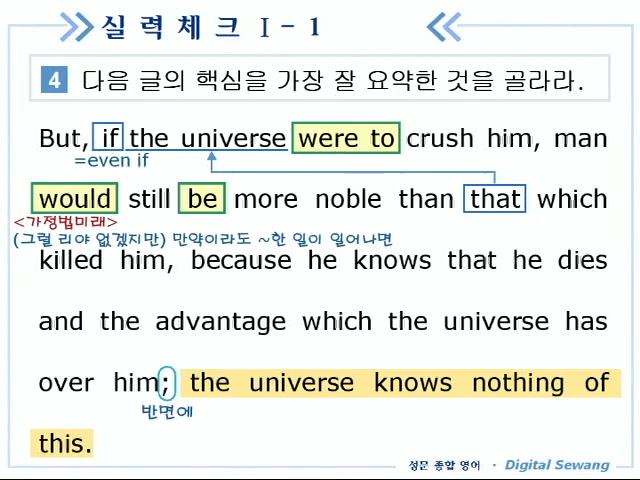 실력체크 I - 1
4 다음 글의 핵심을 가장 잘 요약한 것을 골라라.
But, if the universe were to crush him, man
=even if
would still be more noble than that which
<가정법미래>
(그럴 리야 없겠지만) 만약이라도 ~한 일이 일어나면
killed him, because he knows that he dies
and the advantage which the universe has
over him; the universe knows nothing of
반면에
this.
성문 종합 영어 · Digital Sewang